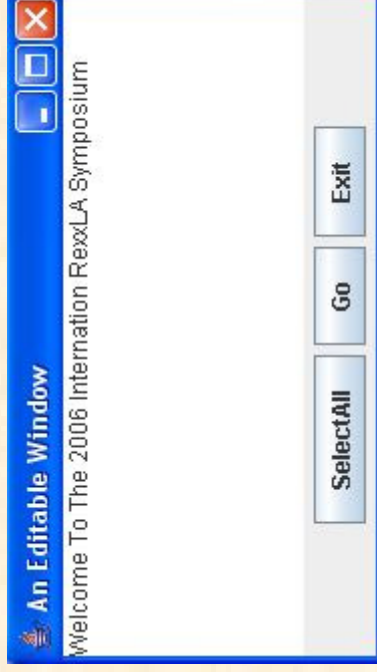 An Editable Window
Welcome To The 2006 Internation RexxLA Symposium
SelectAll Go Exit